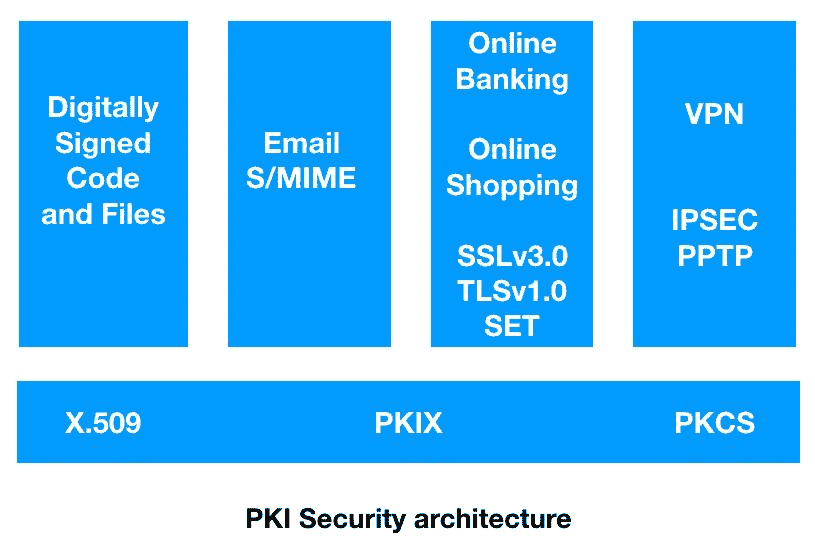 Digitally
Signed
Code
and Files
Email
S/MIME
Online
Banking
Online
Shopping
SSLv3.0
TLSv1.0
SET
VPN
IPSEC
PPTP
X.509 PKIX PKCS
PKI Security architecture